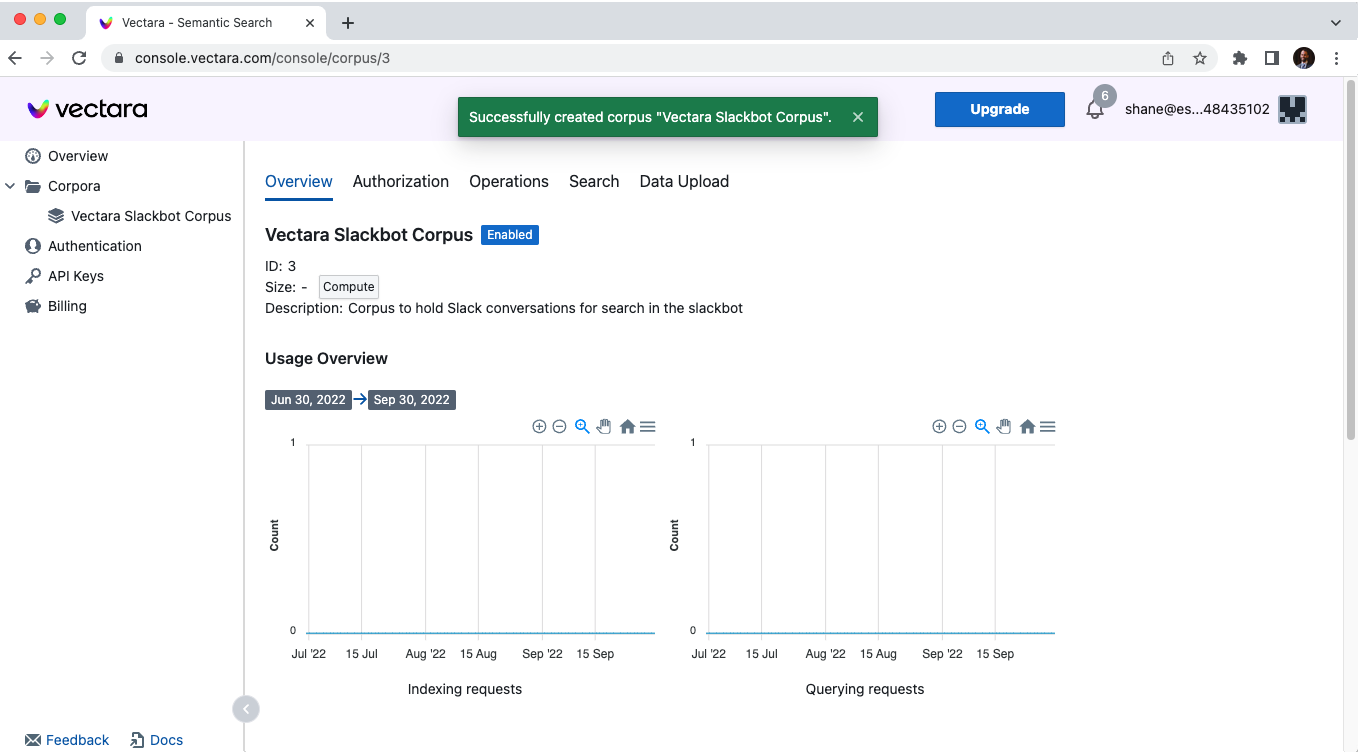 Vectara - Semantic Search
console.vectara.com/console/corpus/3
vectara
Successfully created corpus "Vectara Slackbot Corpus".
Upgrade
6
shane@es...48435102
Overview
Corpora
Vectara Slackbot Corpus
Authentication
API Keys
Billing
Overview Authorization Operations Search Data Upload
Vectara Slackbot Corpus Enabled
ID: 3
Size: - Compute
Description: Corpus to hold Slack conversations for search in the slackbot
Usage Overview
Jun 30, 2022 Sep 30, 2022
1
Count
0
Jul '22 15 Jul Aug '22 15 Aug Sep '22 15 Sep
Indexing requests
1
Count
0
Jul '22 15 Jul Aug '22 15 Aug Sep '22 15 Sep
Querying requests
Feedback Docs